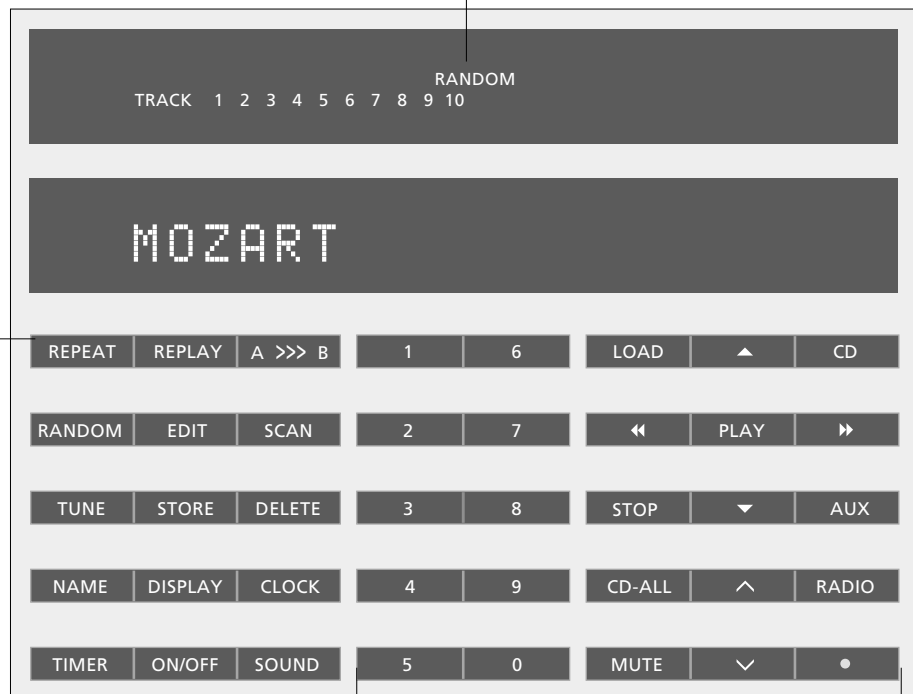 RANDOM
TRACK 1 2 3 4 5 6 7 8 9 10
MOZART
REPEAT REPLAY A >>> B 1 6 LOAD CD
RANDOM EDIT SCAN 2 7 PLAY
TUNE STORE DELETE 3 8 STOP AUX
NAME DISPLAY CLOCK 4 9 CD-ALL RADIO
TIMER ON/OFF SOUND 5 0 MUTE